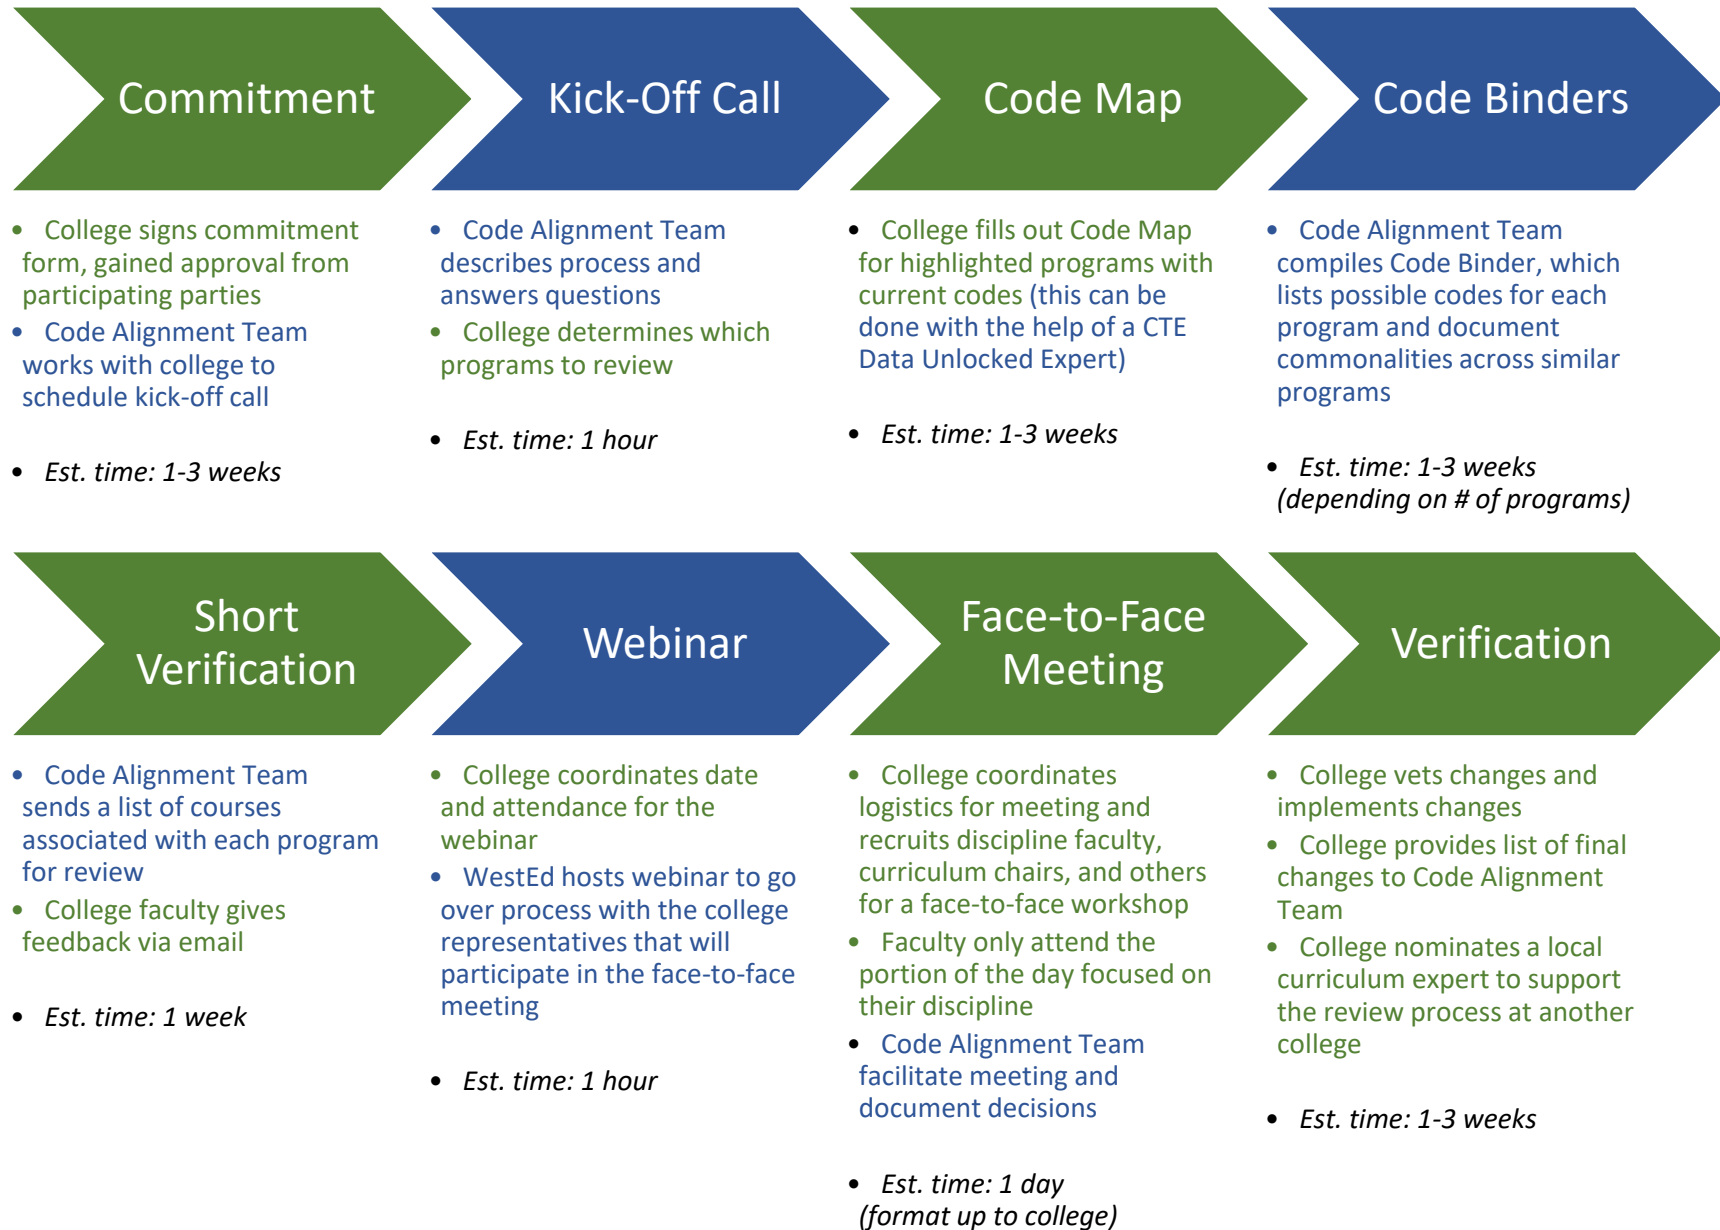 Commitment
• College signs commitment
form, gained approval from
participating parties
• Code Alignment Team
works with college to
schedule kick-off call
• Est. time: 1-3 weeks
Kick-Off Call
• Code Alignment Team
describes process and
answers questions
• College determines which
programs to review
• Est. time: 1 hour
Code Map
• College fills out Code Map
for highlighted programs with
current codes (this can be
done with the help of a CTE
Data Unlocked Expert)
• Est. time: 1-3 weeks
Code Binders
• Code Alignment Team
compiles Code Binder, which
lists possible codes for each
program and document
commonalities across similar
programs
• Est. time: 1-3 weeks
(depending on # of programs)
Short
Verification
• Code Alignment Team
sends a list of courses
associated with each program
for review
• College faculty gives
feedback via email
• Est. time: 1 week
Webinar
• College coordinates date
and attendance for the
webinar
• WestEd hosts webinar to go
over process with the college
representatives that will
participate in the face-to-face
meeting
• Est. time: 1 hour
Face-to-Face
Meeting
• College coordinates
logistics for meeting and
recruits discipline faculty,
curriculum chairs, and others
for a face-to-face workshop
• Faculty only attend the
portion of the day focused on
their discipline
• Code Alignment Team
facilitate meeting and
document decisions
• Est. time: 1 day
(format up to college)
Verification
• College vets changes and
implements changes
• College provides list of final
changes to Code Alignment
Team
• College nominates a local
curriculum expert to support
the review process at another
college
• Est. time: 1-3 weeks